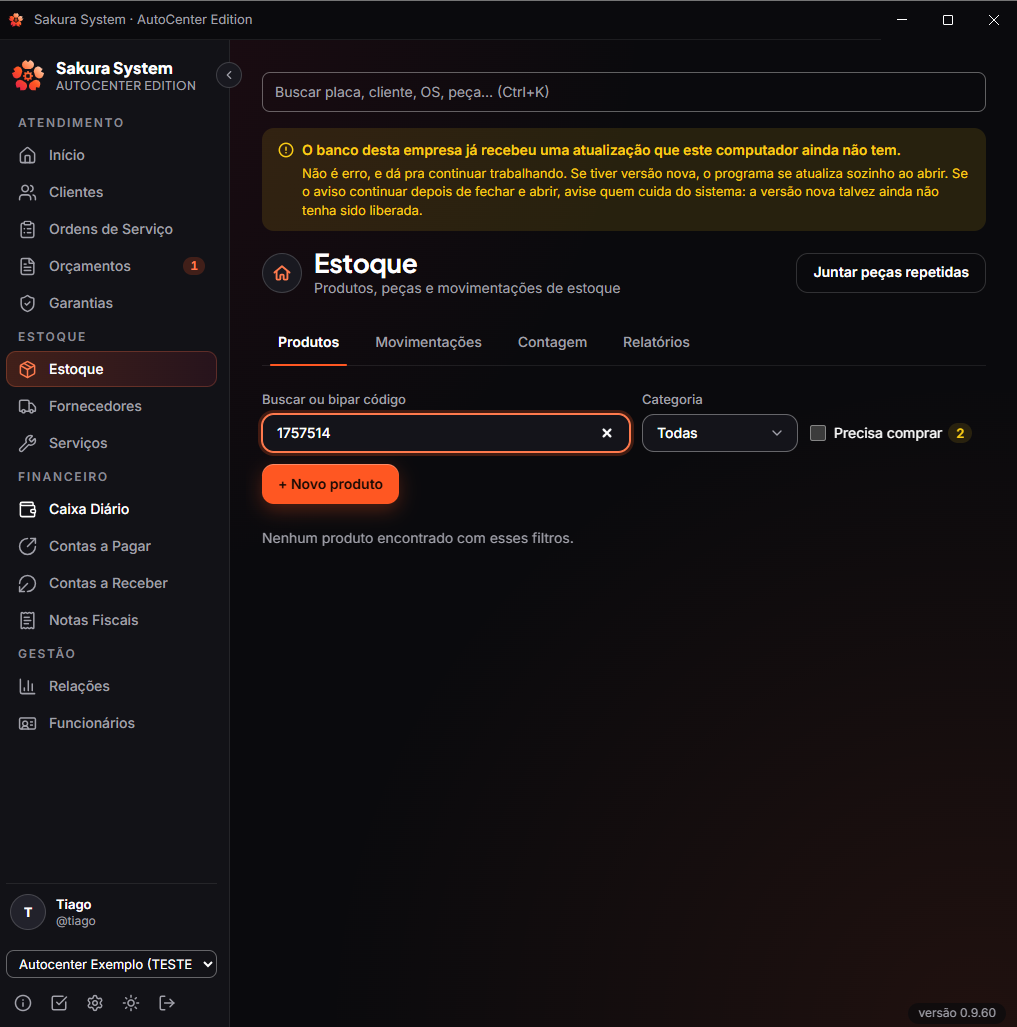 Sakura System · AutoCenter Edition
Sakura System
AUTOCENTER EDITION
ATENDIMENTO
Início
Clientes
Ordens de Serviço
Orçamentos 1
Garantias
ESTOQUE
Estoque
Fornecedores
Serviços
FINANCEIRO
Caixa Diário
Contas a Pagar
Contas a Receber
Notas Fiscais
GESTÃO
Relações
Funcionários
T
Tiago
@tiago
Autocenter Exemplo (TESTE
Buscar placa, cliente, OS, peça... (Ctrl+K)
O banco desta empresa já recebeu uma atualização que este computador ainda não tem.
Não é erro, e dá pra continuar trabalhando. Se tiver versão nova, o programa se atualiza sozinho ao abrir. Se
o aviso continuar depois de fechar e abrir, avise quem cuida do sistema: a versão nova talvez ainda não
tenha sido liberada.
Estoque
Produtos, peças e movimentações de estoque
Juntar peças repetidas
Produtos Movimentações Contagem Relatórios
Buscar ou bipar código Categoria
1757514 Todas Precisa comprar 2
+ Novo produto
Nenhum produto encontrado com esses filtros.
versão 0.9.60